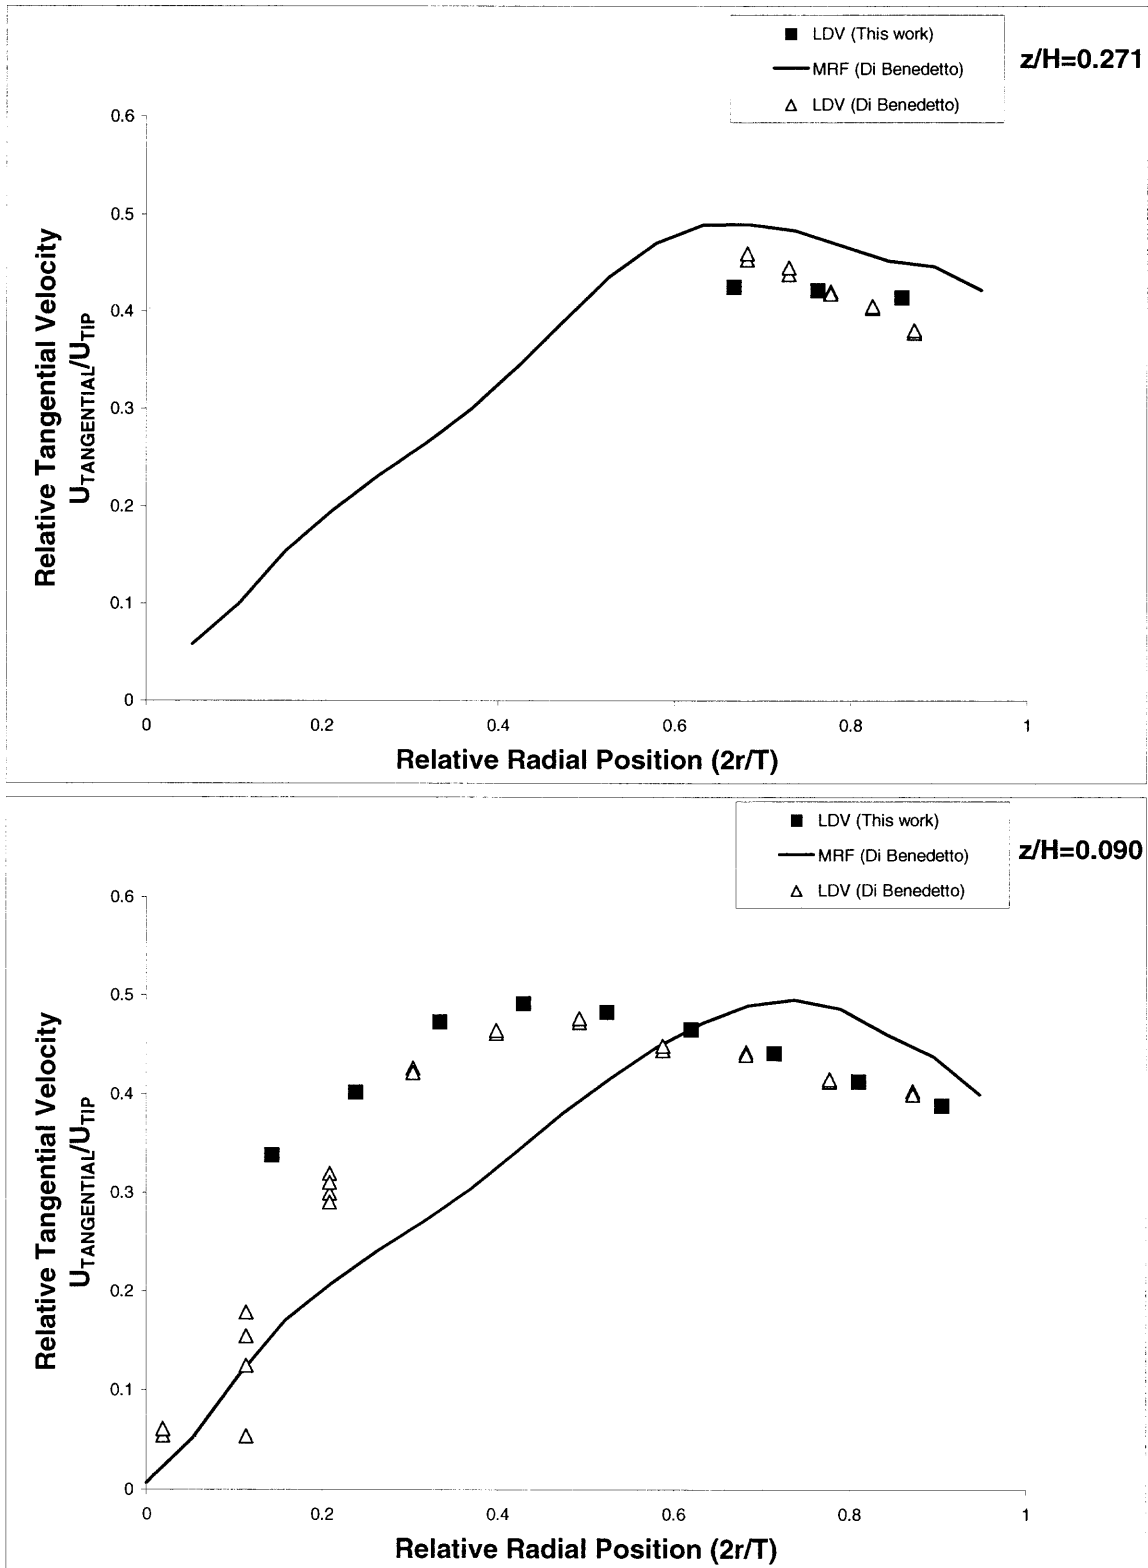 LDV (This work)
MRF (Di Benedetto)
LDV (Di Benedetto)
z/H=0.271
0.6
0.5
0.4
0.3
0.2
0.1
0
Relative Tangential Velocity
UTANGENTIAL/UTIP
0 0.2 0.4 0.6 0.8 1
Relative Radial Position (2r/T)
LDV (This work)
MRF (Di Benedetto)
LDV (Di Benedetto)
z/H=0.090
0.6
0.5
0.4
0.3
0.2
0.1
0
Relative Tangential Velocity
UTANGENTIAL/UTIP
0 0.2 0.4 0.6 0.8 1
Relative Radial Position (2r/T)